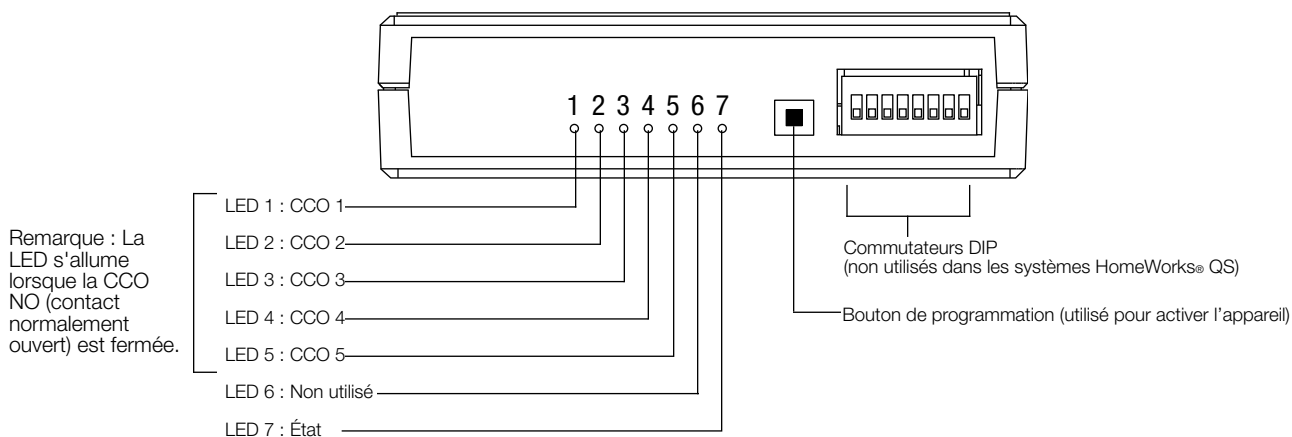 1 2 3 4 5 6 7
LED 1 : CCO 1
LED 2 : CCO 2
LED 3 : CCO 3
LED 4 : CCO 4
LED 5 : CCO 5
LED 6 : Non utilisé
LED 7 : État
Remarque : La
LED s'allume
lorsque la CCO
NO (contact
normalement
ouvert) est fermée.
Commutateurs DIP
(non utilisés dans les systèmes HomeWorks® QS)
Bouton de programmation (utilisé pour activer l’appareil)